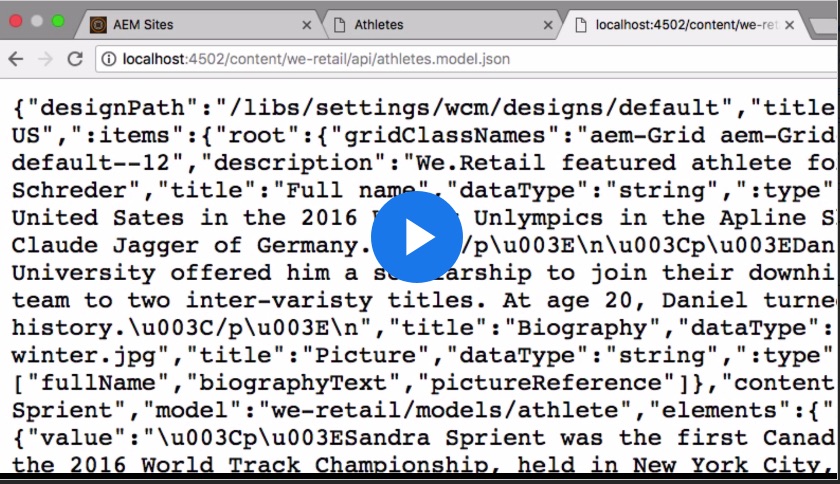 AEM Sites
Athletes
localhost:4502/content/we-ret
localhost:4502/content/we-retail/api/athletes.model.json
{"designPath":"/libs/settings/wcm/designs/default","title
US",":items":{"root":{"gridClassNames":"aem-Grid aem-Grid
default--12","description":"We.Retail featured athlete fo
Schreder","title":"Full name","dataType":"string",":type"
United Sates in the 2016 Unlympics in the Apline S
Claude Jagger of Germany. /p\u003E\n\u003Cp\u003EDan
University offered him a scholarship to join their downhi
team to two inter-varisty titles. At age 20, Daniel turne
history.\u003C/p\u003E\n","title":"Biography","dataType":
winter.jpg","title":"Picture","dataType":"string",":type"
["fullName","biographyText","pictureReference"]},"content
Sprient","model":"we-retail/models/athlete","elements":{"
{"value":"\u003Cp\u003ESandra Sprient was the first Canad
the 2016 World Track Championship, held in New York City,